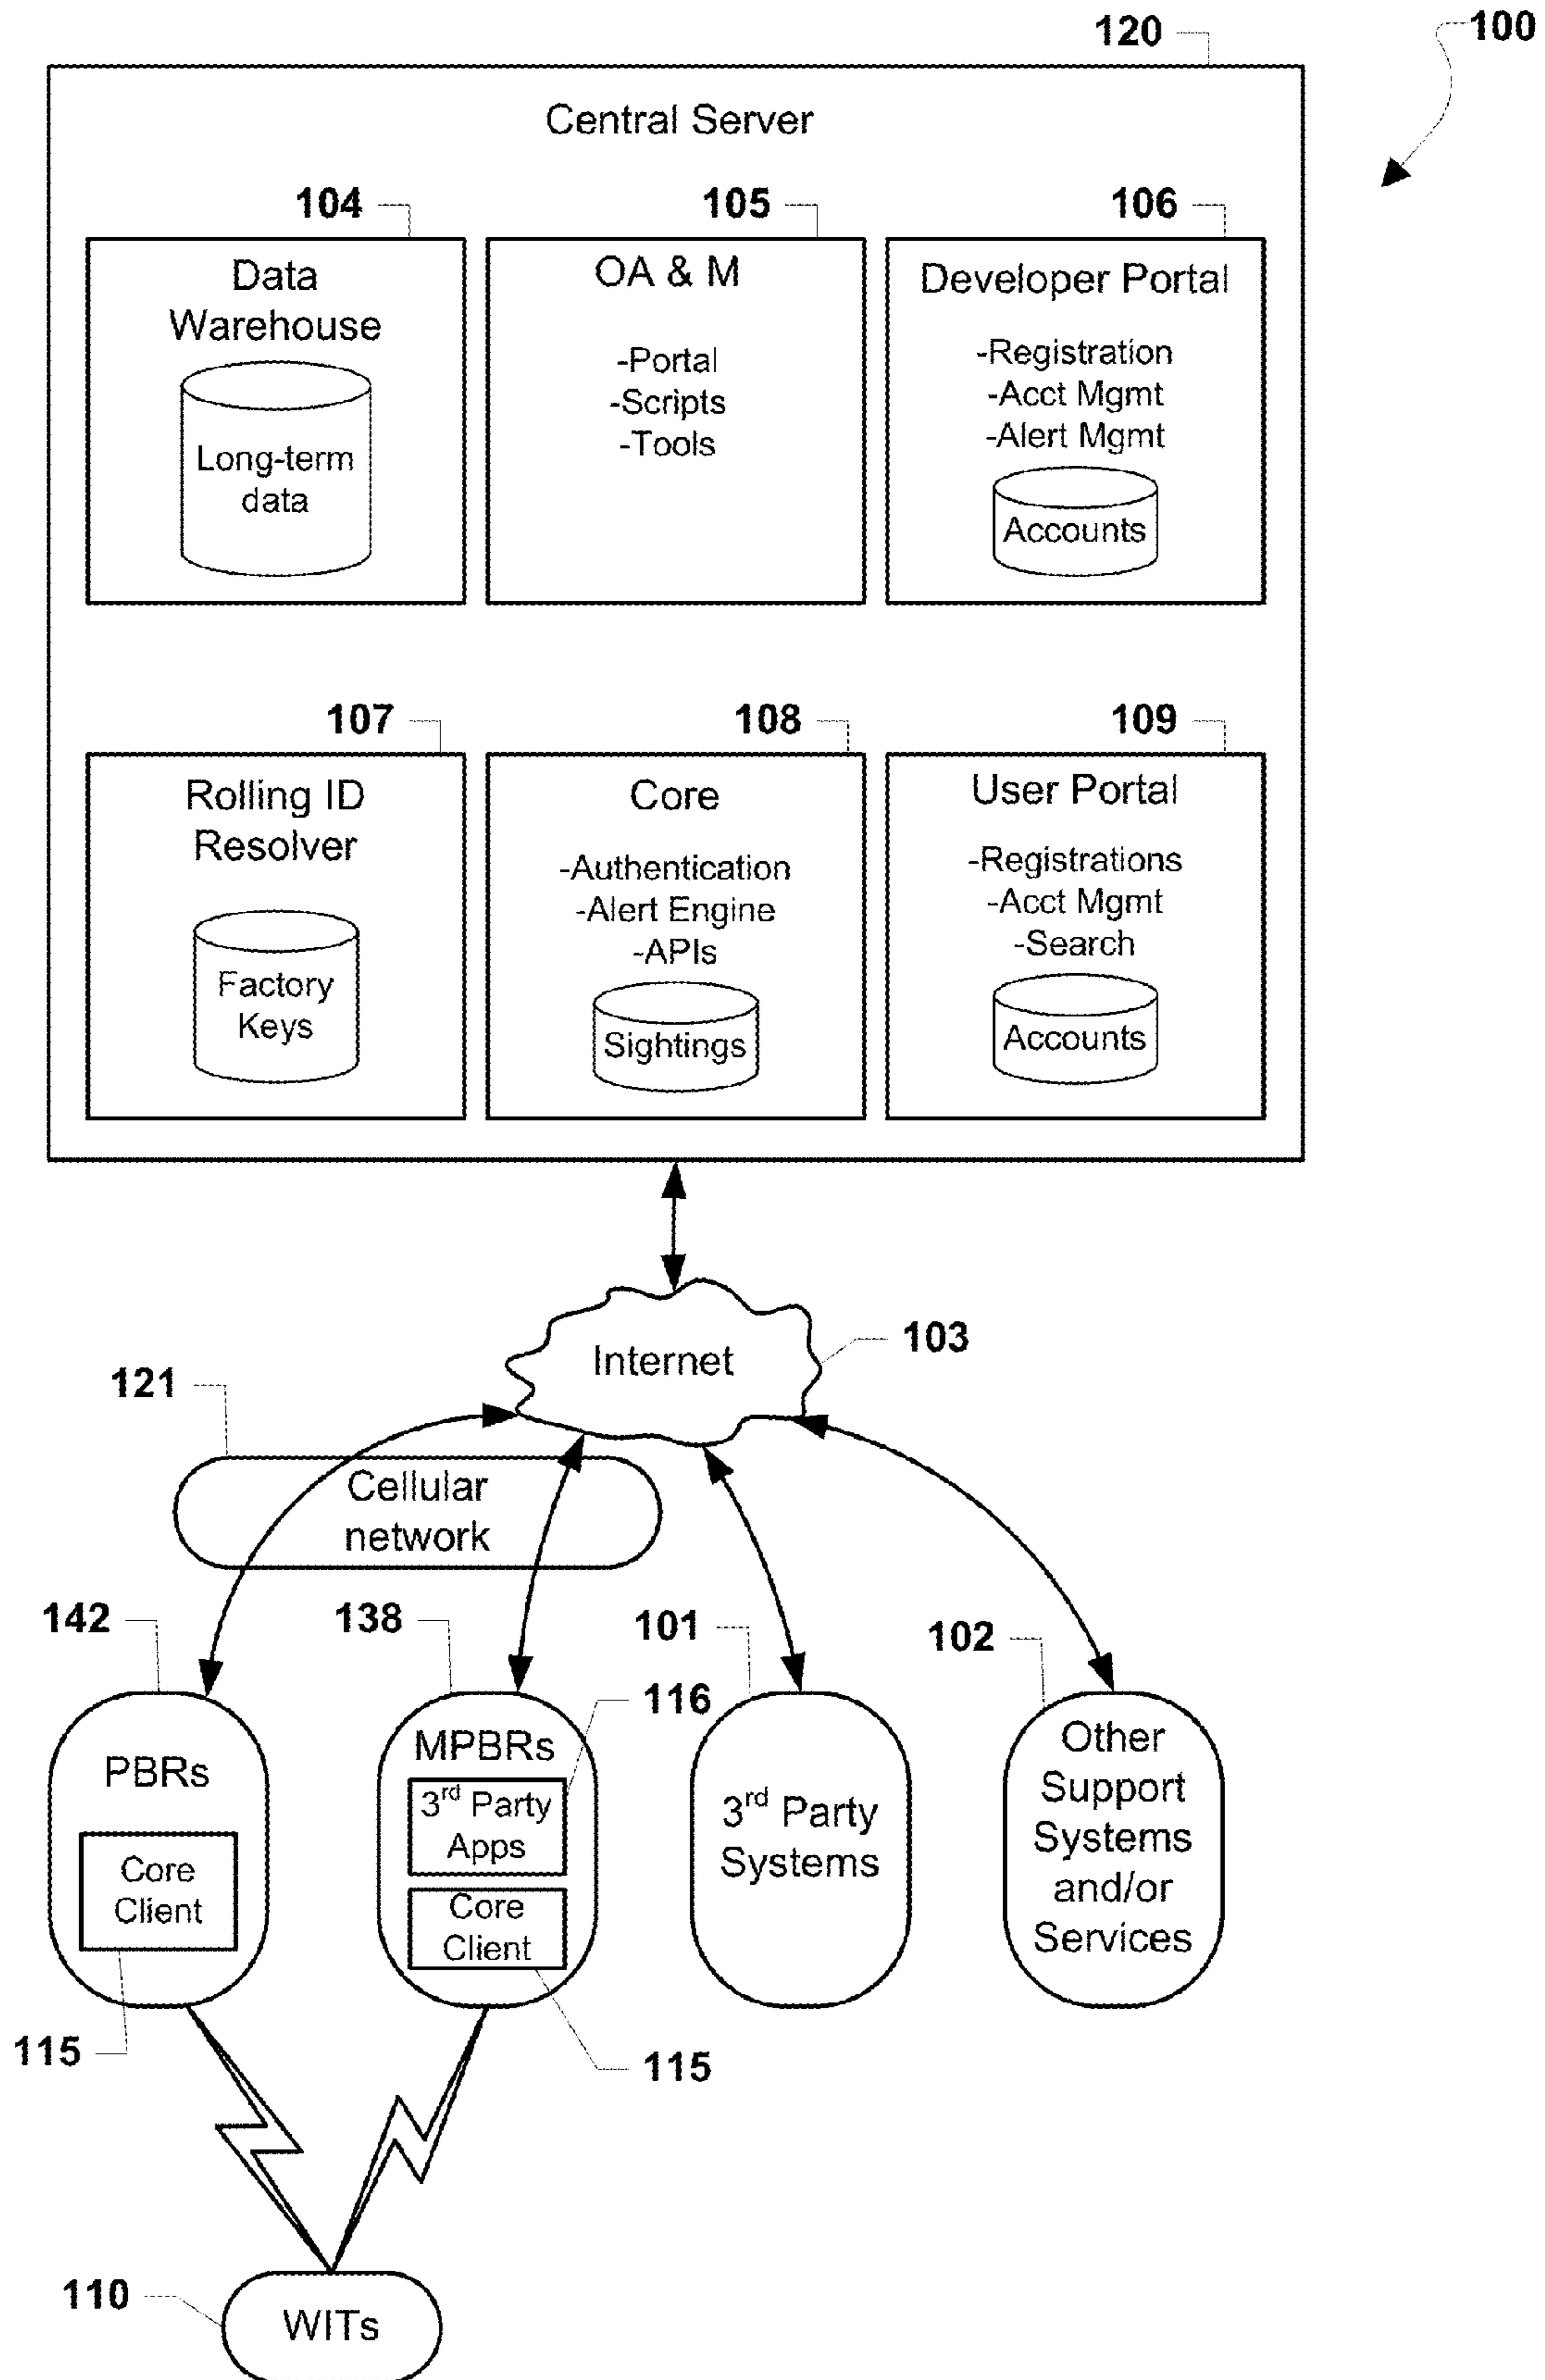 120
100
Central Server
104
105
106
Data
Warehouse
Long-term
data
OA & M
-Portal
-Scripts
-Tools
Developer Portal
-Registration
-Acct Mgmt
-Alert Mgmt
Accounts
107
108
109
Rolling ID
Resolver
Factory
Keys
Core
-Authentication
-Alert Engine
-APIs
Sightings
User Portal
-Registrations
-Acct Mgmt
-Search
Accounts
Internet
103
121
Cellular
network
142
138
101
102
116
PBRs
Core
Client
MPBRs
3rd Party
Apps
Core
Client
3rd Party
Systems
Other
Support
Systems
and/or
Services
115
115
110
WITs